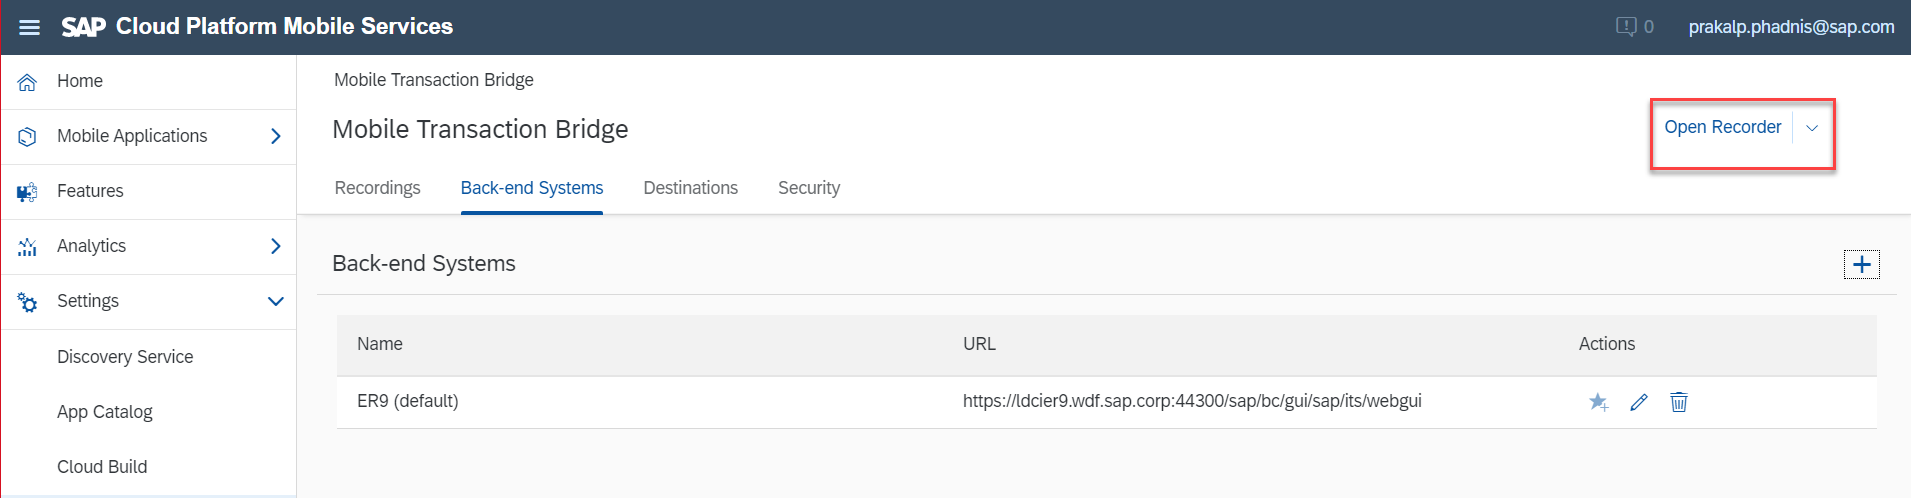 SAP Cloud Platform Mobile Services
0
prakalp.phadnis@sap.com
Home
Mobile Applications
Features
Analytics
Settings
Discovery Service
App Catalog
Cloud Build
Mobile Transaction Bridge
Mobile Transaction Bridge
Open Recorder
Recordings Back-end Systems Destinations Security
Back-end Systems
Name URL Actions
ER9 (default) https://ldcier9.wdf.sap.corp:44300/sap/bc/gui/sap/its/webgui